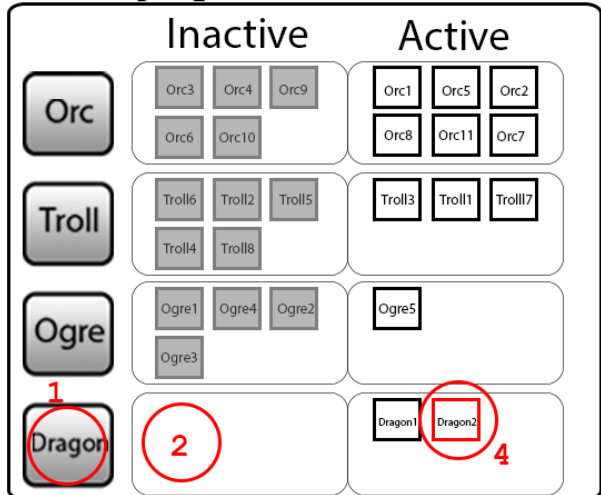 Inactive Active
Orc
Orc3 Orc4 Orc9
Orc6 Orc10
Orc1 Orc5 Orc2
Orc8 Orc11 Orc7
Troll
Troll6 Troll2 Troll5
Troll4 Troll8
Troll3 Troll1 Trolll7
Ogre
Ogre1 Ogre4 Ogre2
Ogre3
Ogre5
1
Dragon
2
Dragon1 Dragon2
4